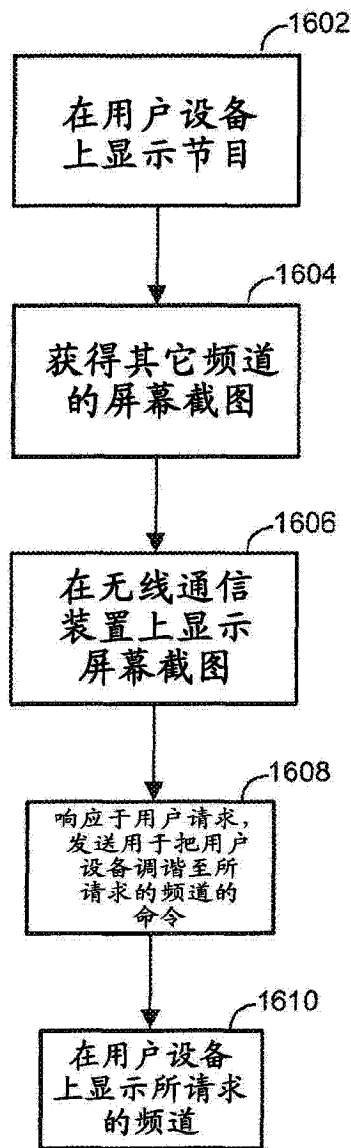 1602
在用户设备
上显示节目
1604
获得其它频道
的屏幕截图
1606
在无线通信
装置上显示
屏幕截图
1608
响应于用户请求，
发送用于把用户
设备调谐至所
请求的频道的
命令
1610
在用户设备
上显示所请求
的频道